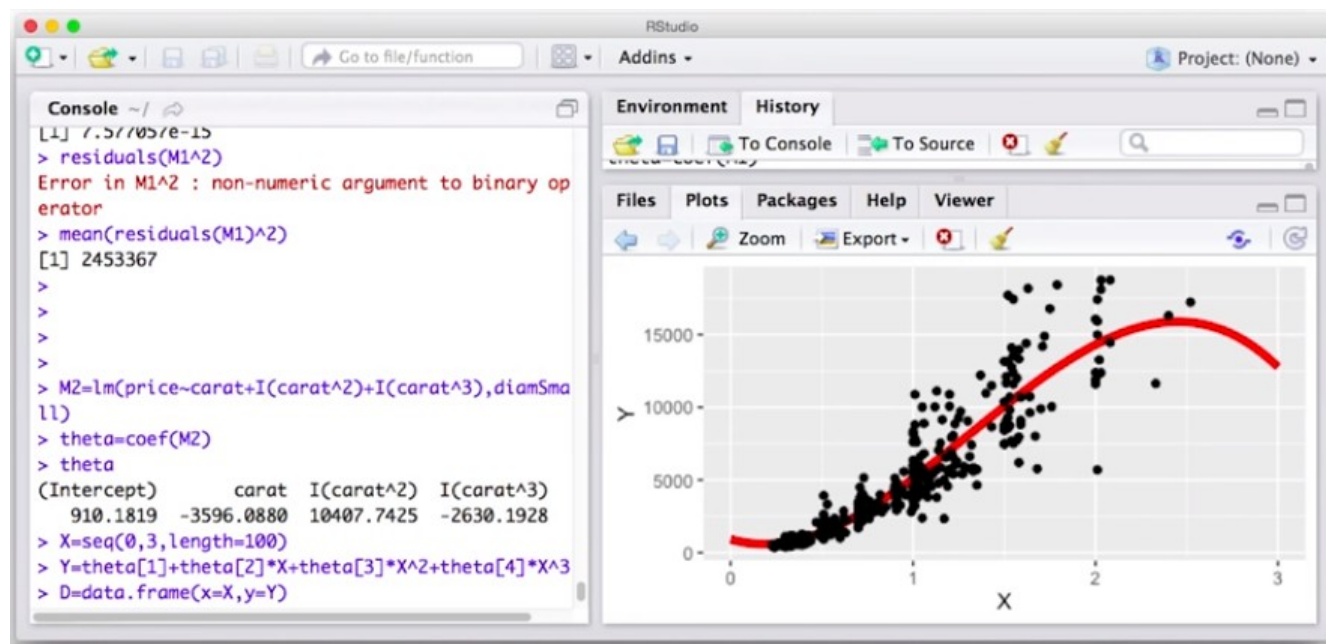 RStudio
Go to file/function
Addins
Project: (None)
Console ~/
[1] 7.577057e-15
> residuals(M1^2)
Error in M1^2 : non-numeric argument to binary op
erator
> mean(residuals(M1)^2)
[1] 2453367
>
>
>
>
> M2=lm(price~carat+I(carat^2)+I(carat^3),diamSma
ll)
> theta=coef(M2)
> theta
(Intercept) carat I(carat^2) I(carat^3)
910.1819 -3596.0880 10407.7425 -2630.1928
> X=seq(0,3,length=100)
> Y=theta[1]+theta[2]*X+theta[3]*X^2+theta[4]*X^3
> D=data.frame(x=X,y=Y)
Environment History
To Console To Source
theta=coef(M1)
Files Plots Packages Help Viewer
Zoom Export
15000
10000
5000
0
Y
0 1 2 3
X